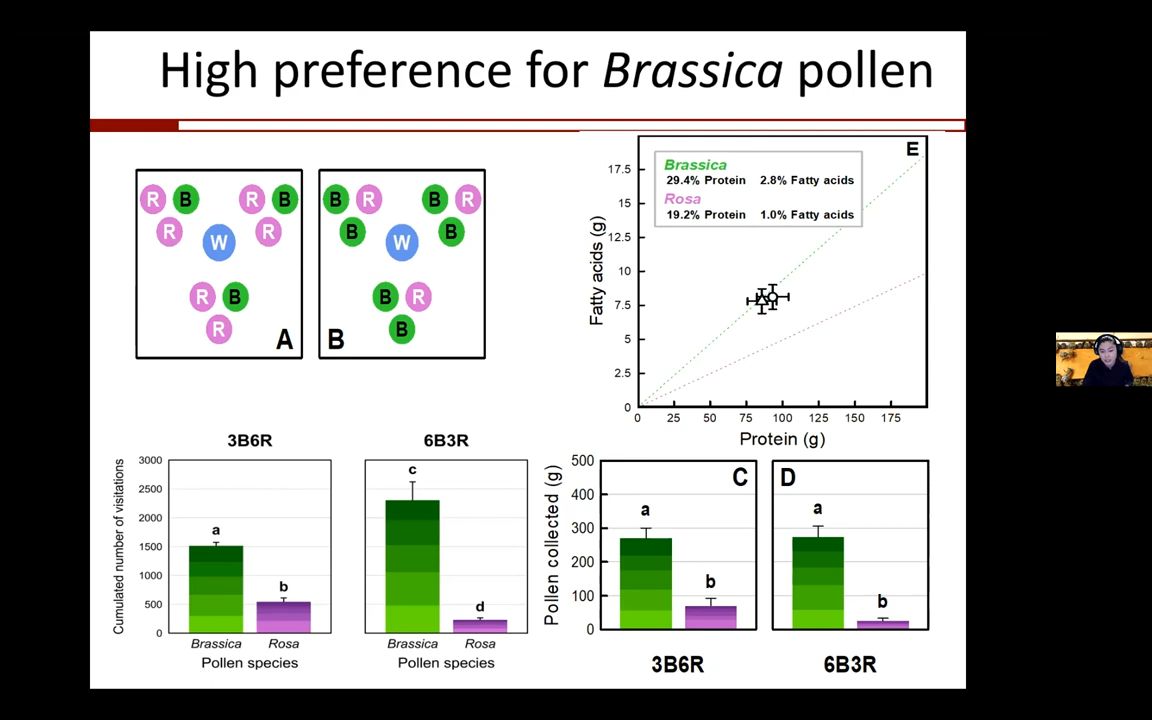 High preference for Brassica pollen
R B R B
R R
W
R B
R
A
B R B R
B B
W
B R
B
B
E
Brassica
29.4% Protein 2.8% Fatty acids
Rosa
19.2% Protein 1.0% Fatty acids
Fatty acids (g)
17.5
15
12.5
10
7.5
5
2.5
0
0 25 50 75 100 125 150 175
Protein (g)
3B6R
Cumulated number of visitations
3000
2500
2000
1500
1000
500
0
a
b
Brassica Rosa
Pollen species
6B3R
c
d
Brassica Rosa
Pollen species
Pollen collected (g)
500
400
300
200
100
0
C
a
b
3B6R
D
a
b
6B3R